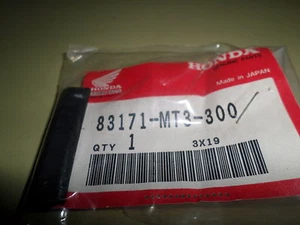 HONDA
HONDA
Made in JAPAN
83171-MT3-300
QTY 1 3X19